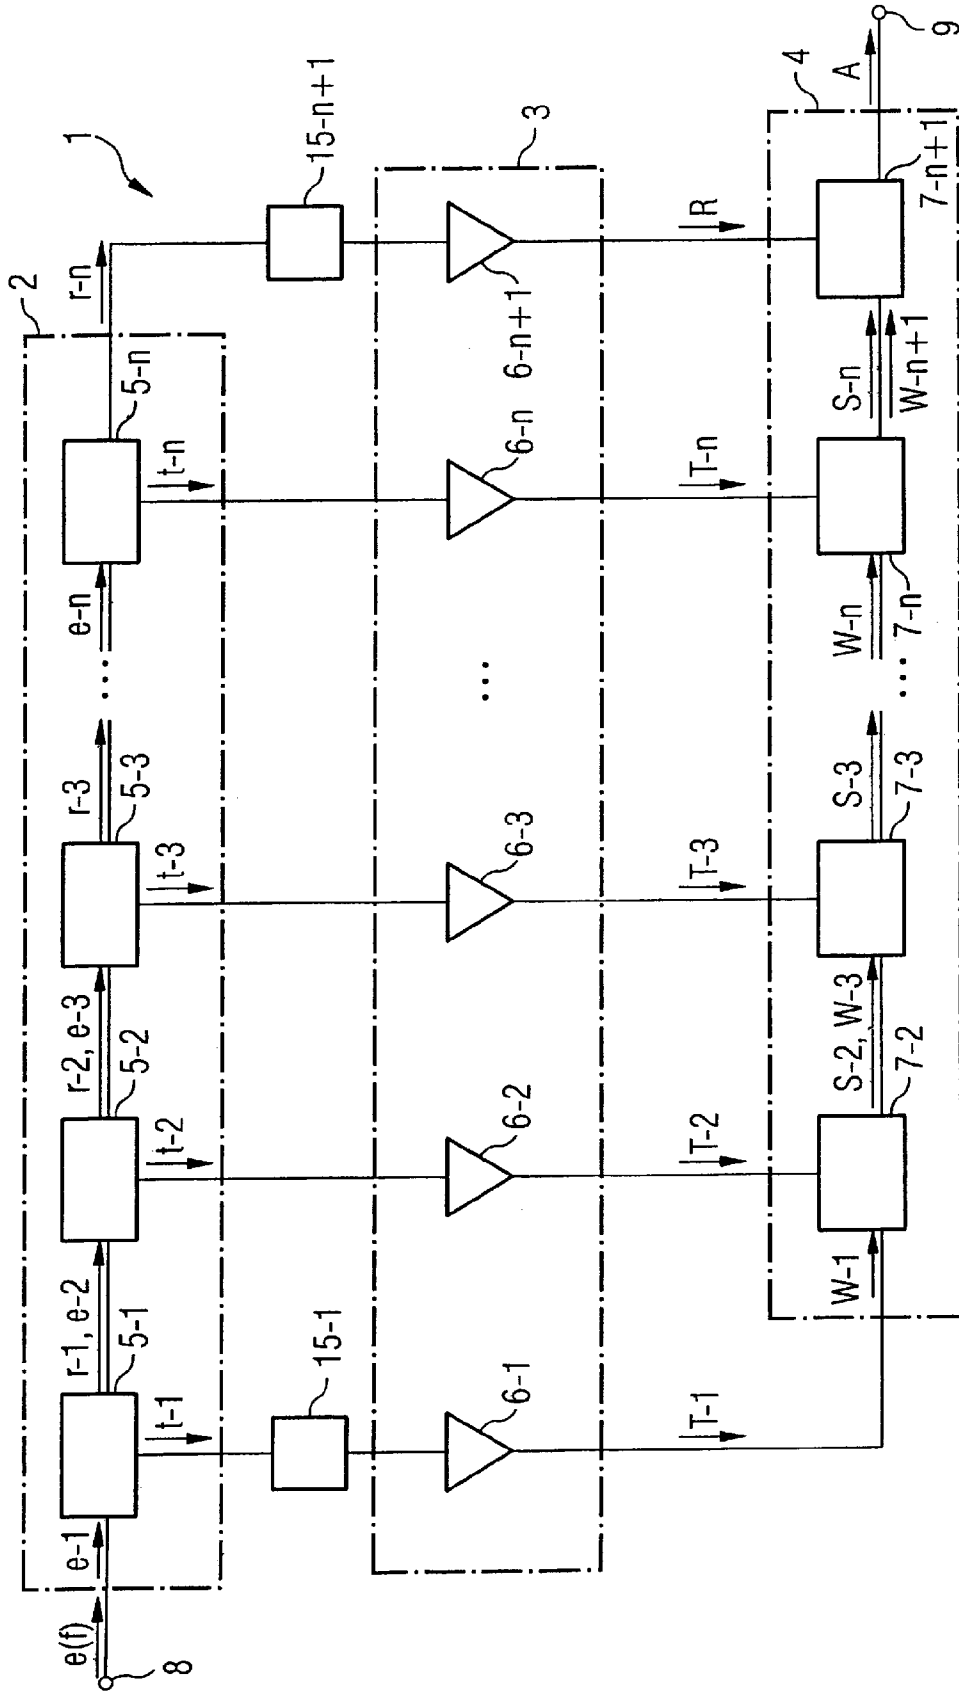 1
2
e(f)
e-1
r-1, e-2
r-2, e-3
r-3
...
e-n
r-n
8
5-1
5-2
5-3
5-n
t-1
t-2
t-3
t-n
15-1
15-n+1
3
6-1
6-2
6-3
...
6-n
6-n+1
T-1
T-2
T-3
T-n
R
4
W-1
S-2, W-3
S-3
W-n
S-n
W-n+1
A
7-2
7-3
...
7-n
7-n+1
9